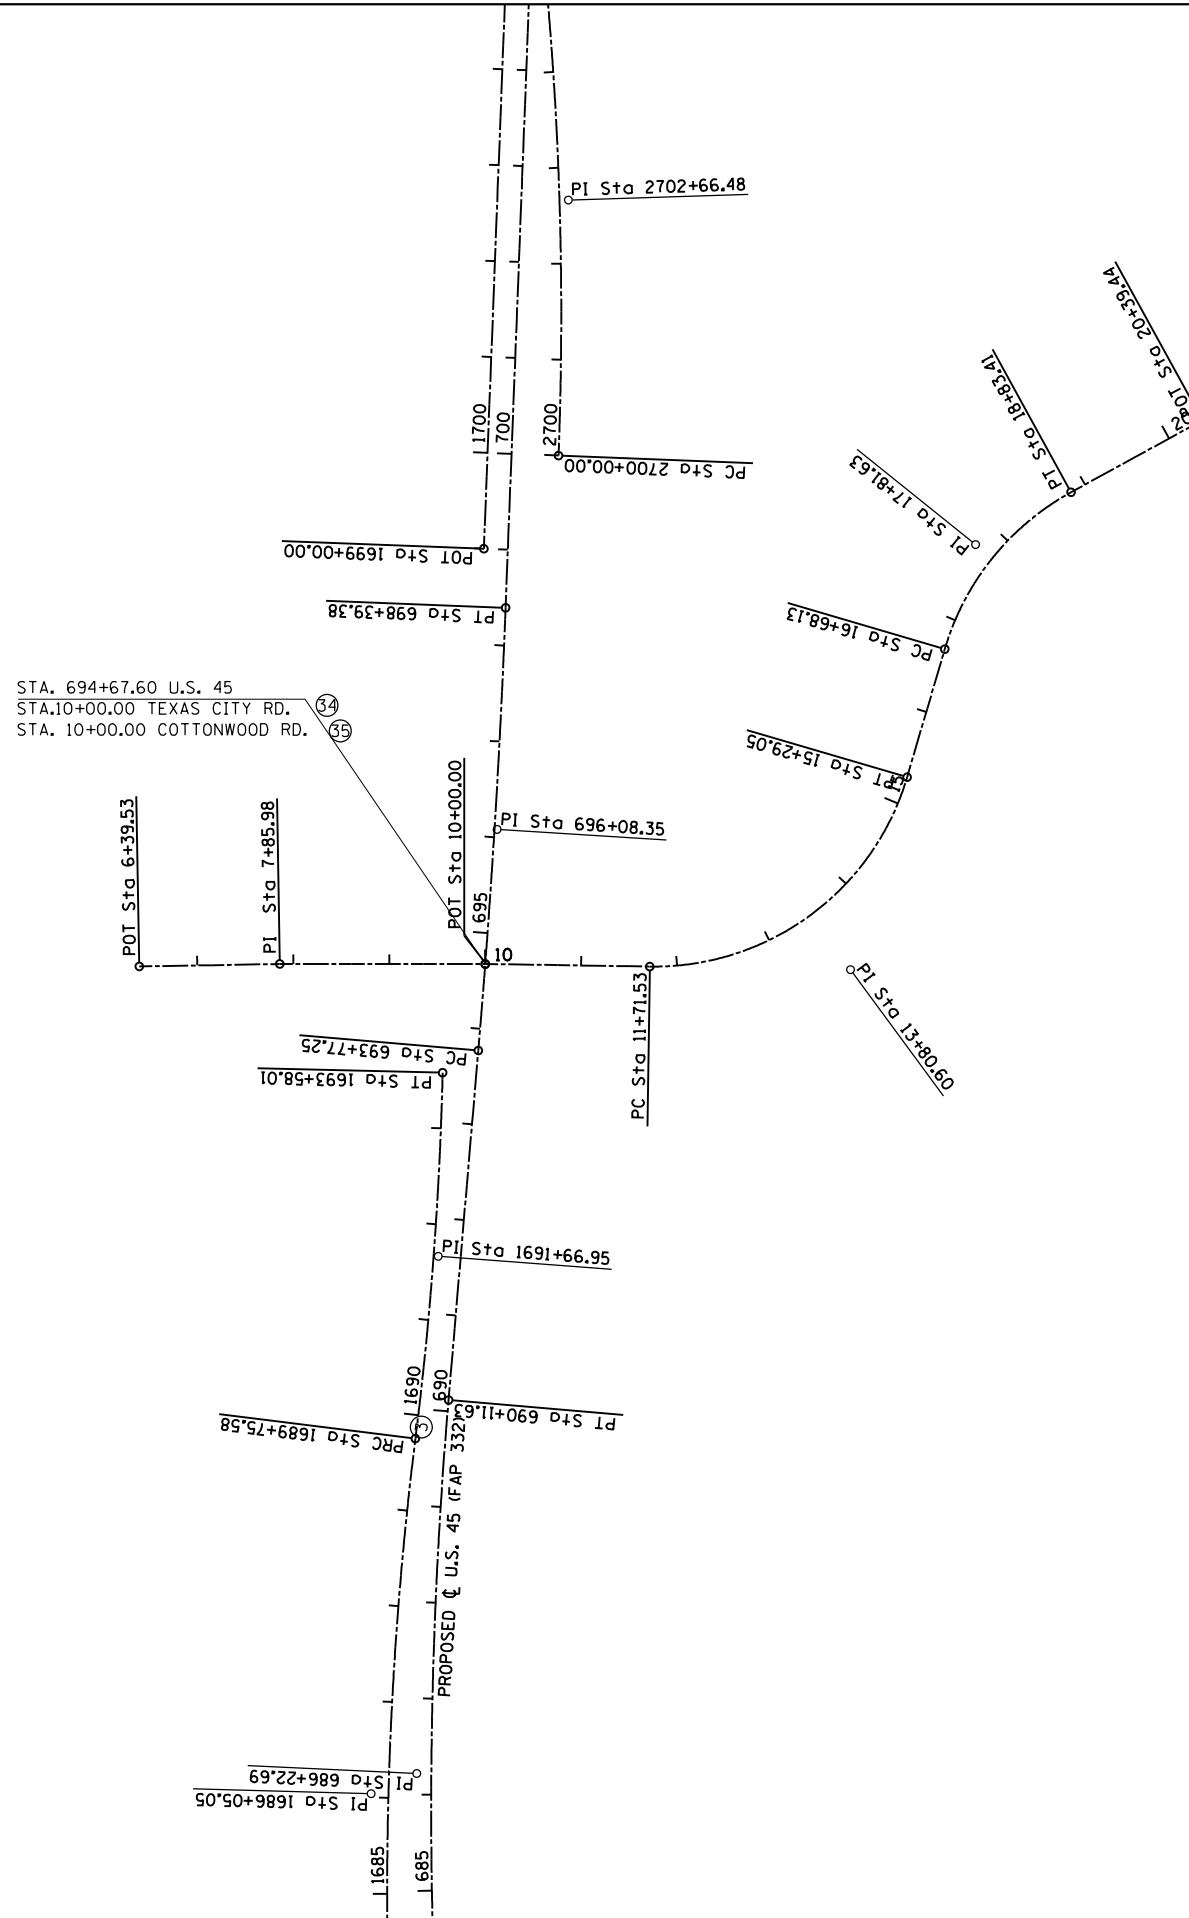 PI Sta 2702+66.48
POT Sta 20+39.44
20
PT Sta 18+83.41
PI Sta 17+81.63
1700
700
2700
PC Sta 2700+00.00
POT Sta 1699+00.00
PT Sta 698+39.38
PC Sta 16+68.13
STA. 694+67.60 U.S. 45
STA.10+00.00 TEXAS CITY RD. 34
STA. 10+00.00 COTTONWOOD RD. 35
PT Sta 15+29.05
15
POT Sta 6+39.53
PI Sta 7+85.98
POT Sta 10+00.00
PI Sta 696+08.35
695
10
PC Sta 11+71.53
PI Sta 13+80.60
PC Sta 693+77.25
PT Sta 1693+58.01
PI Sta 1691+66.95
1690
690
PT Sta 690+11.63
3
PRC Sta 1689+75.58
PROPOSED ℄ U.S. 45 (FAP 332)
PI Sta 686+22.69
PI Sta 1686+05.05
1685
685